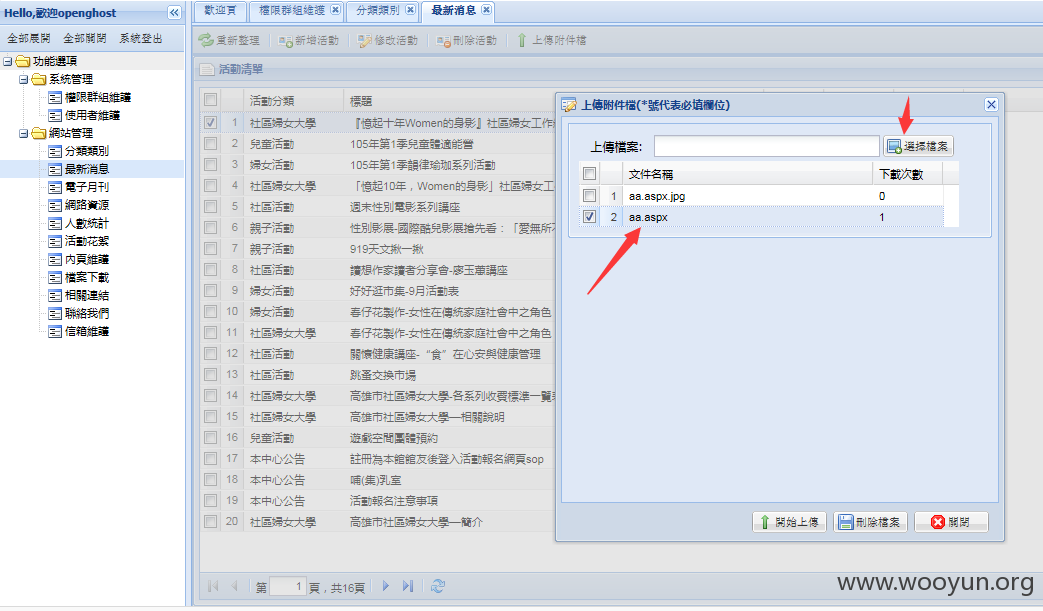 Hello,歡迎openghost
全部展開 全部關閉 系統登出
功能選項
系統管理
權限群組維護
使用者維護
網站管理
分類類別
最新消息
電子月刊
網路資源
人數統計
活動花絮
內頁維護
檔案下載
相關連結
聯絡我們
信箱維護
歡迎頁 權限群組維護 分類類別 最新消息
重新整理 新增活動 修改活動 刪除活動 上傳附件檔
活動清單
活動分類 標題
1 社區婦女大學 『憶起十年Women的身影』社區婦女工作
2 兒童活動 105年第1季兒童體適能營
3 婦女活動 105年第1季韻律瑜珈系列活動
4 社區婦女大學 「憶起10年，Women的身影」社區婦女工
5 社區活動 週末性別電影系列講座
6 親子活動 性別影展-國際酷兒影展搶先看：「愛無所不
7 親子活動 919天文揪一揪
8 社區活動 讀想作家讀者分享會-廖玉蕙講座
9 婦女活動 好好逛市集-9月活動表
10 婦女活動 春仔花製作-女性在傳統家庭社會中之角色
11 社區婦女大學 春仔花製作-女性在傳統家庭社會中之角色
12 社區活動 關懷健康講座-“食”在心安與健康管理
13 社區活動 跳蚤交換市場
14 社區婦女大學 高雄市社區婦女大學-各系列收費標準一覽表
15 社區婦女大學 高雄市社區婦女大學—相關說明
16 兒童活動 遊戲空間團體預約
17 本中心公告 註冊為本館館友後登入活動報名網頁sop
18 本中心公告 哺(集)乳室
19 本中心公告 活動報名注意事項
20 社區婦女大學 高雄市社區婦女大學—簡介
第 1 頁，共16頁
上傳附件檔(*號代表必填欄位)
上傳檔案: 選擇檔案
文件名稱 下載次數
1 aa.aspx.jpg 0
2 aa.aspx 1
開始上傳 刪除檔案 關閉
www.wooyun.org